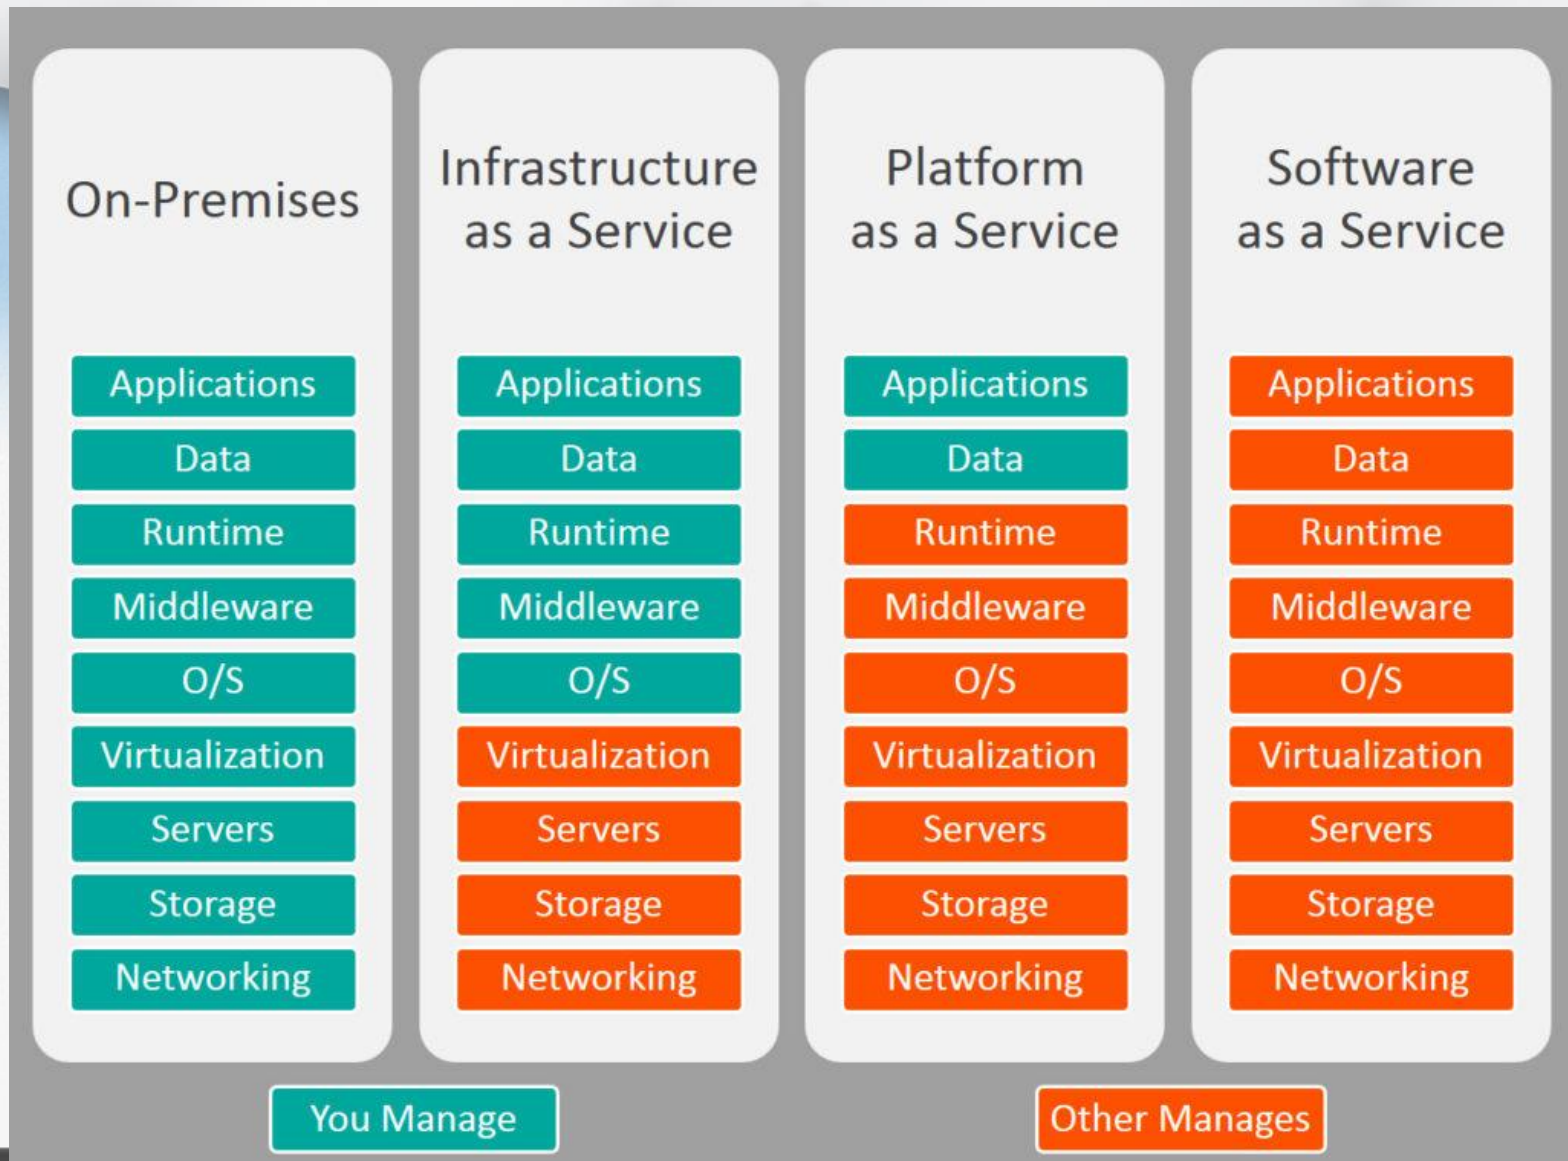 On-Premises
Applications
Data
Runtime
Middleware
O/S
Virtualization
Servers
Storage
Networking
Infrastructure
as a Service
Applications
Data
Runtime
Middleware
O/S
Virtualization
Servers
Storage
Networking
Platform
as a Service
Applications
Data
Runtime
Middleware
O/S
Virtualization
Servers
Storage
Networking
Software
as a Service
Applications
Data
Runtime
Middleware
O/S
Virtualization
Servers
Storage
Networking
You Manage
Other Manages